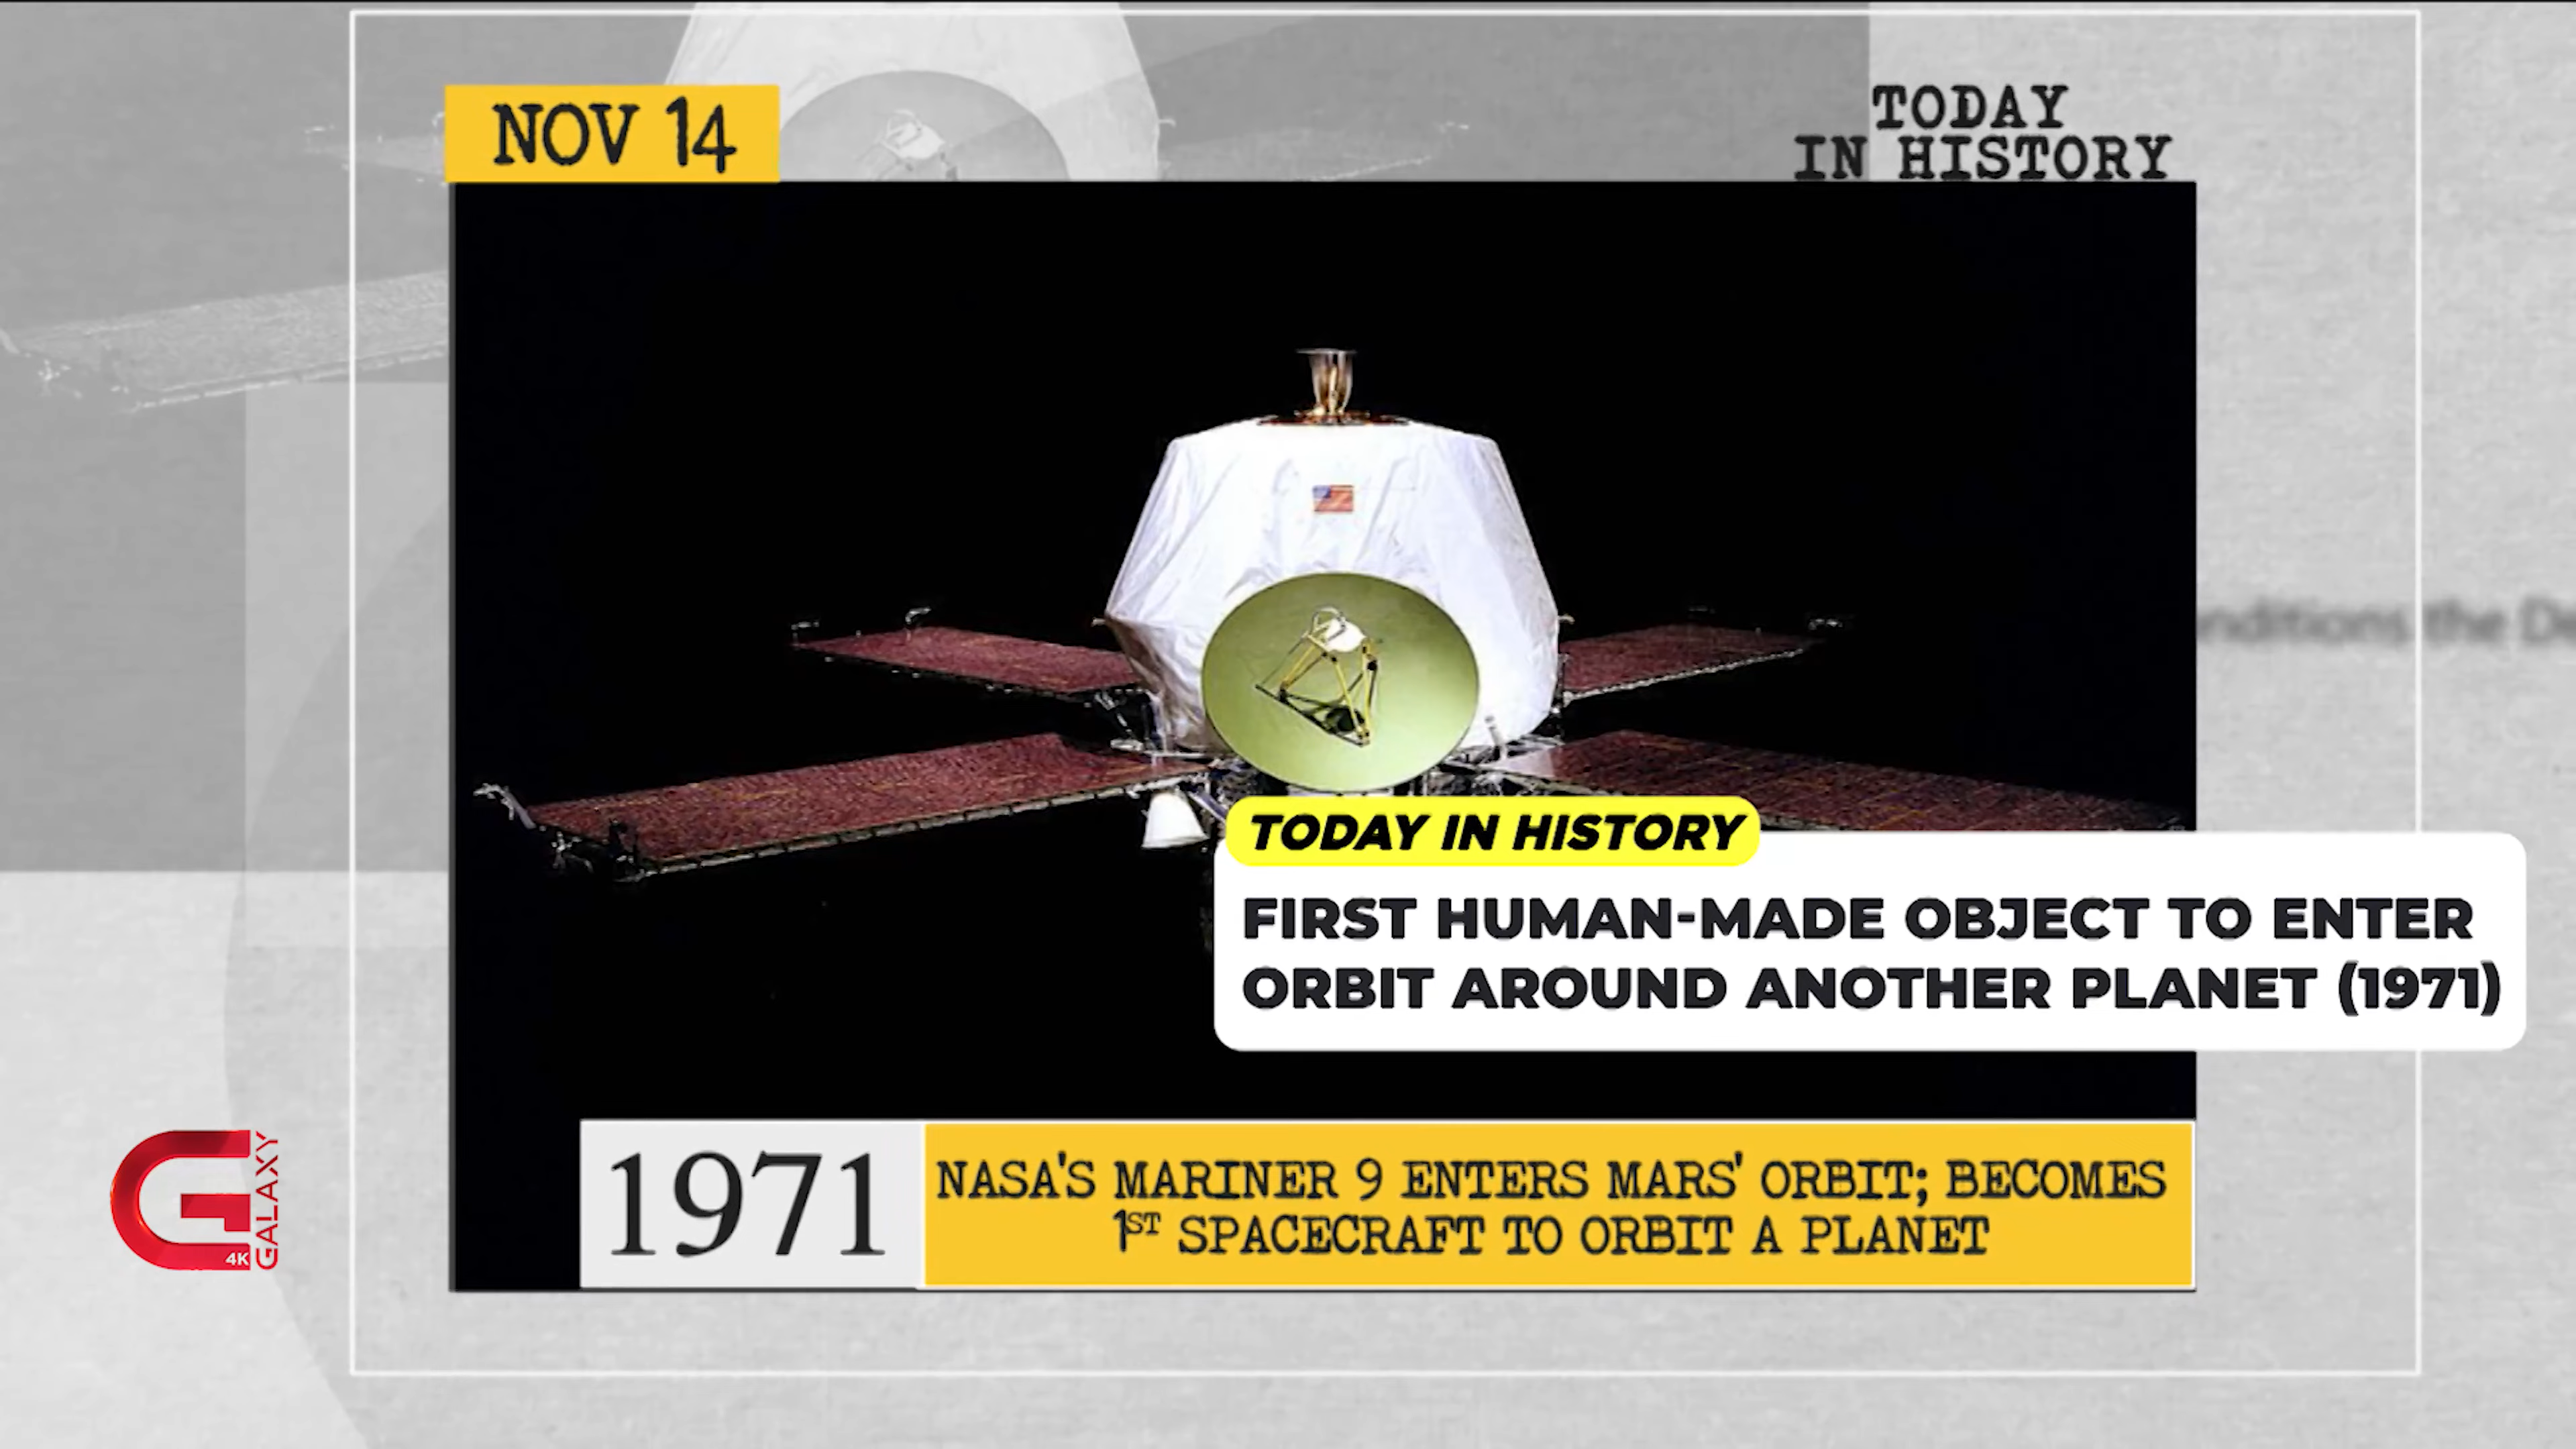 NOV 14
TODAY
IN HISTORY
TODAY IN HISTORY
FIRST HUMAN-MADE OBJECT TO ENTER
ORBIT AROUND ANOTHER PLANET (1971)
1971
NASA'S MARINER 9 ENTERS MARS' ORBIT; BECOMES
1ST SPACECRAFT TO ORBIT A PLANET
4K
GALAXY